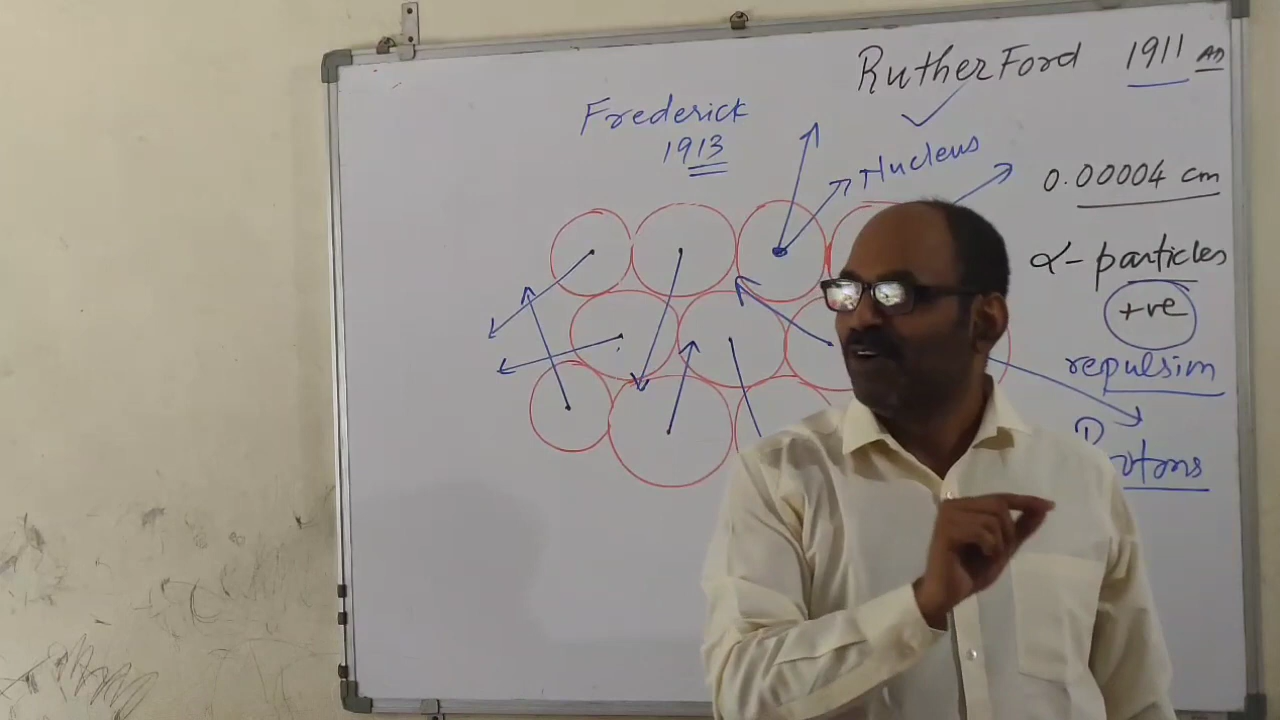 RutherFord 1911 AD
Frederick
1913
Nucleus
0.00004 cm
α-particles
+ve
repulsion